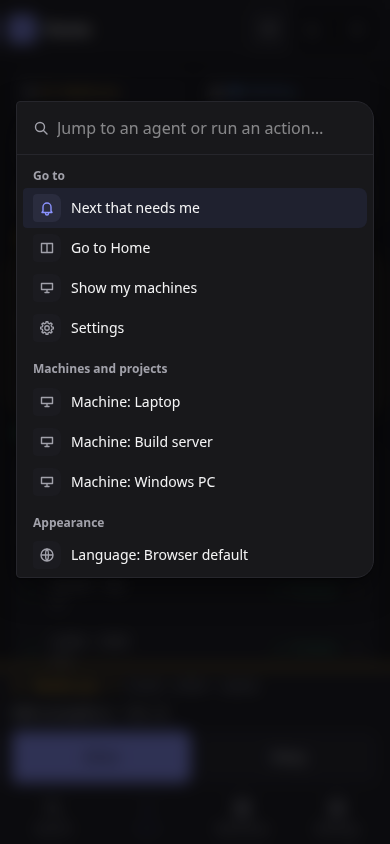 Jump to an agent or run an action...
Go to
Next that needs me
Go to Home
Show my machines
Settings
Machines and projects
Machine: Laptop
Machine: Build server
Machine: Windows PC
Appearance
Language: Browser default